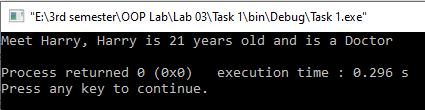 "E:\3rd semester\OOP Lab\Lab 03\Task 1\bin\Debug\Task 1.exe"
Meet Harry, Harry is 21 years old and is a Doctor
Process returned 0 (0x0)   execution time : 0.296 s
Press any key to continue.